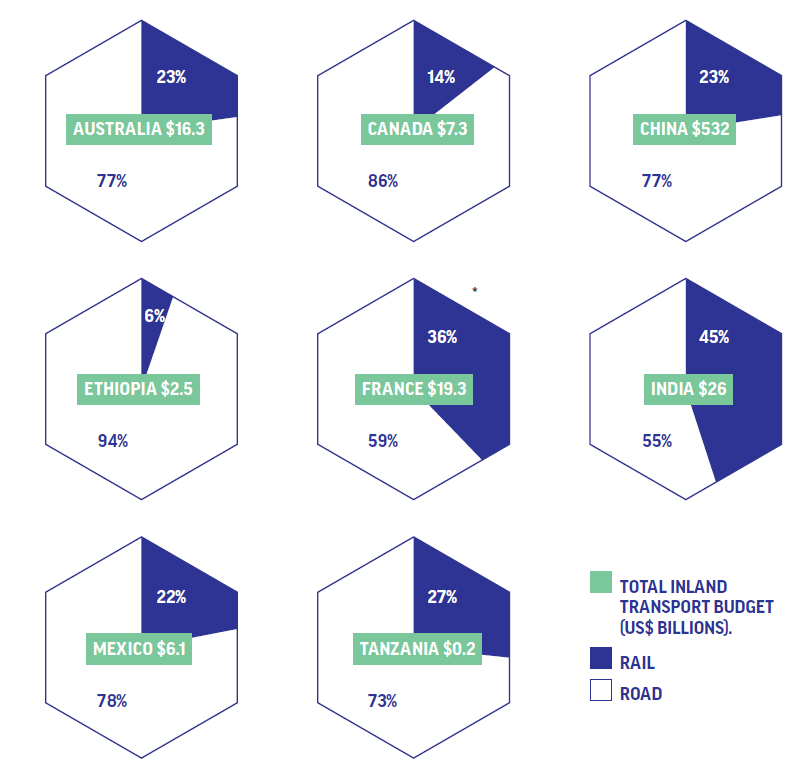 23%
AUSTRALIA $16.3
77%
14%
CANADA $7.3
86%
23%
CHINA $532
77%
6%
ETHIOPIA $2.5
94%
*
36%
FRANCE $19.3
59%
45%
INDIA $26
55%
22%
MEXICO $6.1
78%
27%
TANZANIA $0.2
73%
TOTAL INLAND
TRANSPORT BUDGET
(US$ BILLIONS).
RAIL
ROAD